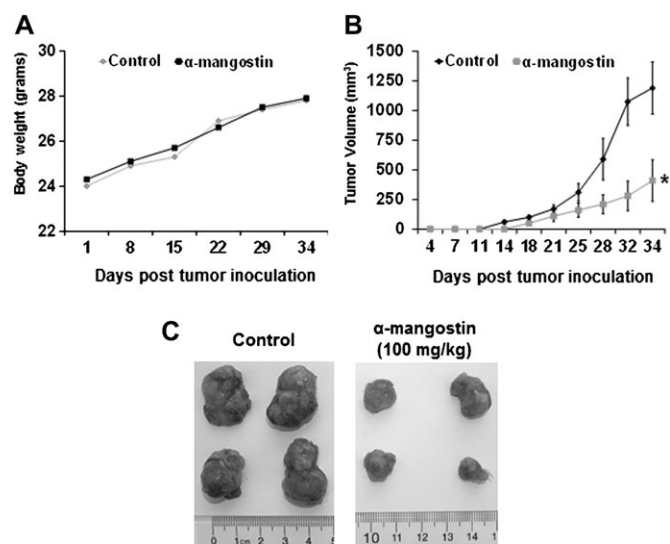 A
Control α-mangostin
Body weight (grams)
30
28
26
24
22
1 8 15 22 29 34
Days post tumor inoculation
B
Control α-mangostin
Tumor Volume (mm³)
1500
1250
1000
750
500
250
0
*
4 7 11 14 18 21 25 28 32 34
Days post tumor inoculation
C
Control
α-mangostin
(100 mg/kg)
0 1cm 2 3 4 5
10 11 12 13 14 1